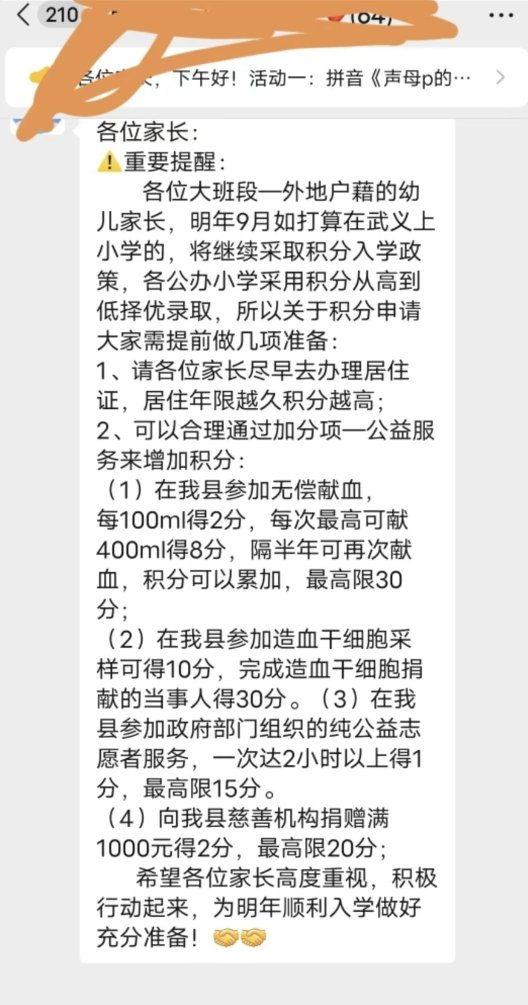 210
(64)
各位家长，下午好！活动一：拼音《声母p的…
各位家长：
⚠️重要提醒：
各位大班段—外地户藉的幼
儿家长，明年9月如打算在武义上
小学的，将继续采取积分入学政
策，各公办小学采用积分从高到
低择优录取，所以关于积分申请
大家需提前做几项准备：
1、请各位家长尽早去办理居住
证，居住年限越久积分越高；
2、可以合理通过加分项—公益服
务来增加积分：
（1）在我县参加无偿献血，
每100ml得2分，每次最高可献
400ml得8分，隔半年可再次献
血，积分可以累加，最高限30
分；
（2）在我县参加造血干细胞采
样可得10分，完成造血干细胞捐
献的当事人得30分。（3）在我
县参加政府部门组织的纯公益志
愿者服务，一次达2小时以上得1
分，最高限15分。
（4）向我县慈善机构捐赠满
1000元得2分，最高限20分；
希望各位家长高度重视，积极
行动起来，为明年顺利入学做好
充分准备！🤝🤝